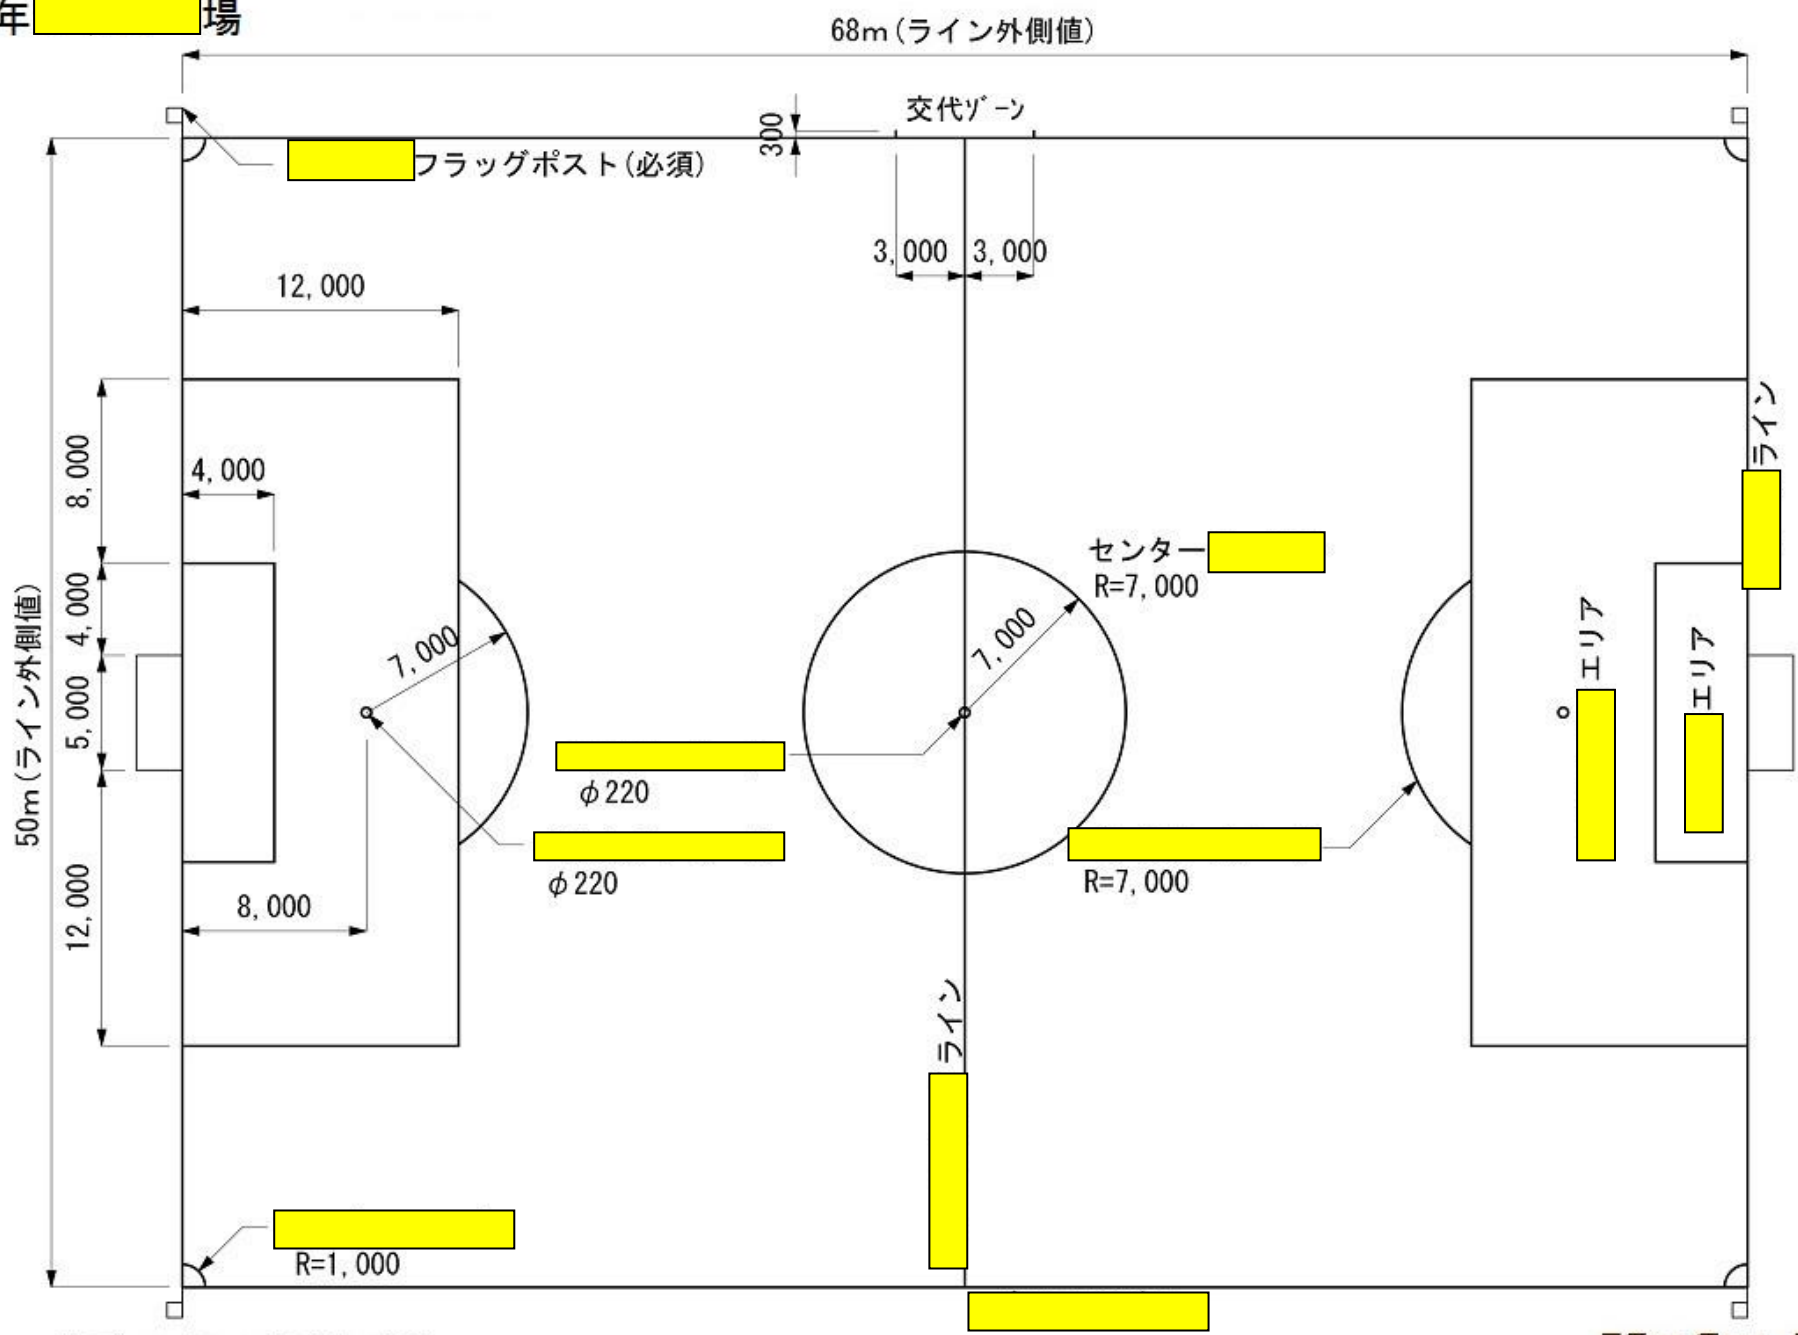 年 場
68m(ライン外側値)
交代ゾーン
300
フラッグポスト(必須)
3,000 3,000
12,000
8,000
4,000
ライン
センター
R=7,000
7,000
7,000
50m(ライン外側値)
4,000
5,000
12,000
エリア
エリア
φ220
φ220
R=7,000
8,000
ライン
R=1,000